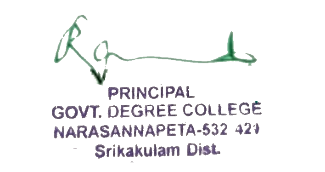 PRINCIPAL
GOVT. DEGREE COLLEGE
NARASANNAPETA-532 421
Srikakulam Dist.